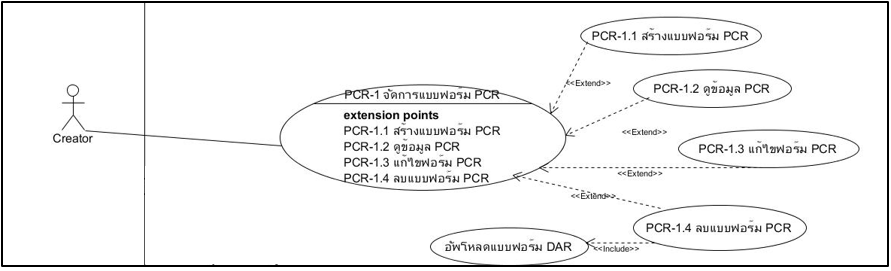 PCR-1.1 สร้างแบบฟอร์ม PCR
<<Extend>>
PCR-1 จัดการแบบฟอร์ม PCR
PCR-1.2 ดูข้อมูล PCR
extension points
PCR-1.1 สร้างแบบฟอร์ม PCR
<<Extend>>
Creator
PCR-1.2 ดูข้อมูล PCR
PCR-1.3 แก้ไขฟอร์ม PCR
PCR-1.3 แก้ไขฟอร์ม PCR
<<Extend>>
PCR-1.4 ลบแบบฟอร์ม PCR
<<Extend>>
PCR-1.4 ลบแบบฟอร์ม PCR
อัพโหลดแบบฟอร์ม DAR
<<Include>>